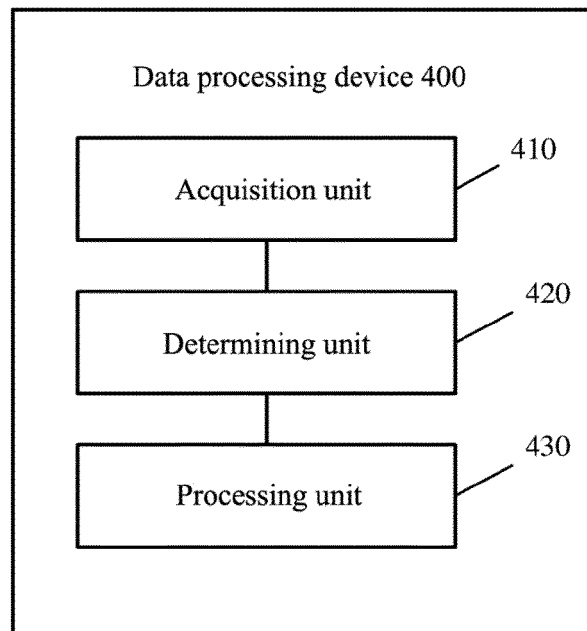 Data processing device 400
410
Acquisition unit
420
Determining unit
430
Processing unit